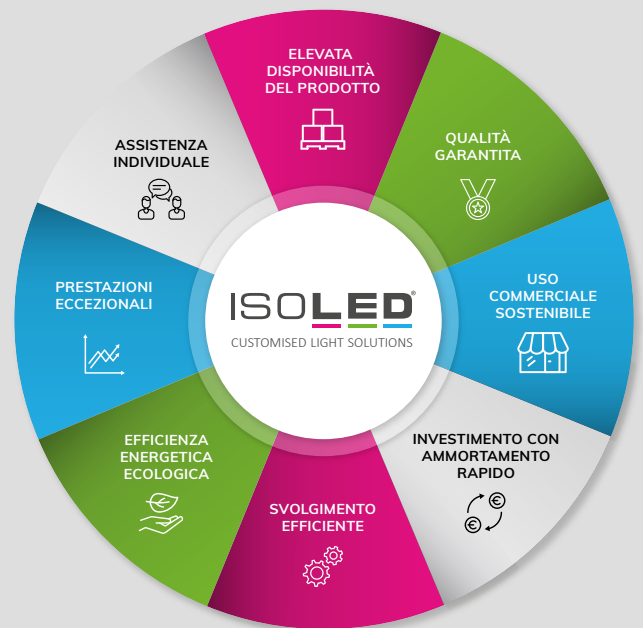 ELEVATA
DISPONIBILITÀ
DEL PRODOTTO
QUALITÀ
GARANTITA
USO
COMMERCIALE
SOSTENIBILE
INVESTIMENTO CON
AMMORTAMENTO
RAPIDO
SVOLGIMENTO
EFFICIENTE
EFFICIENZA
ENERGETICA
ECOLOGICA
PRESTAZIONI
ECCEZIONALI
ASSISTENZA
INDIVIDUALE
ISOLED®
CUSTOMISED LIGHT SOLUTIONS